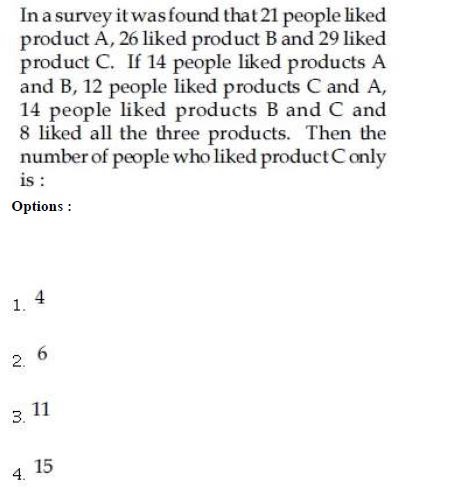 In a survey it was found that 21 people liked
product A, 26 liked product B and 29 liked
product C. If 14 people liked products A
and B, 12 people liked products C and A,
14 people liked products B and C and
8 liked all the three products. Then the
number of people who liked product C only
is :
Options :
1. 4
2. 6
3. 11
4. 15